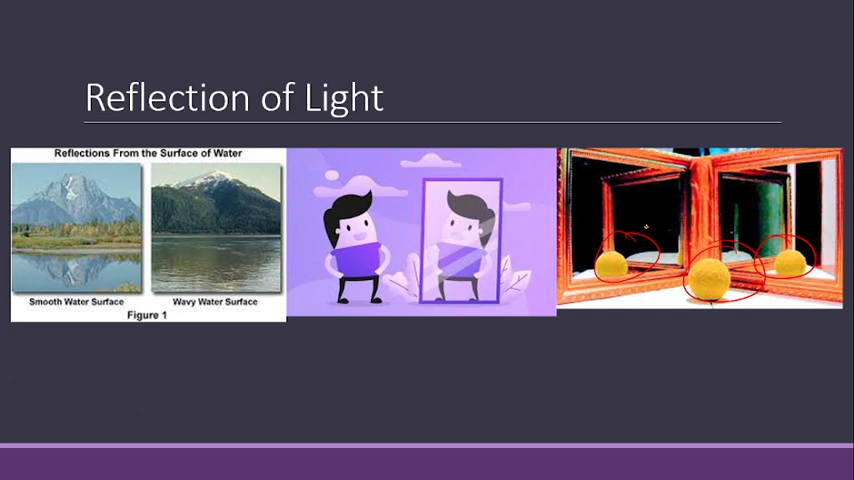 Reflection of Light
Reflections From the Surface of Water
Smooth Water Surface
Wavy Water Surface
Figure 1